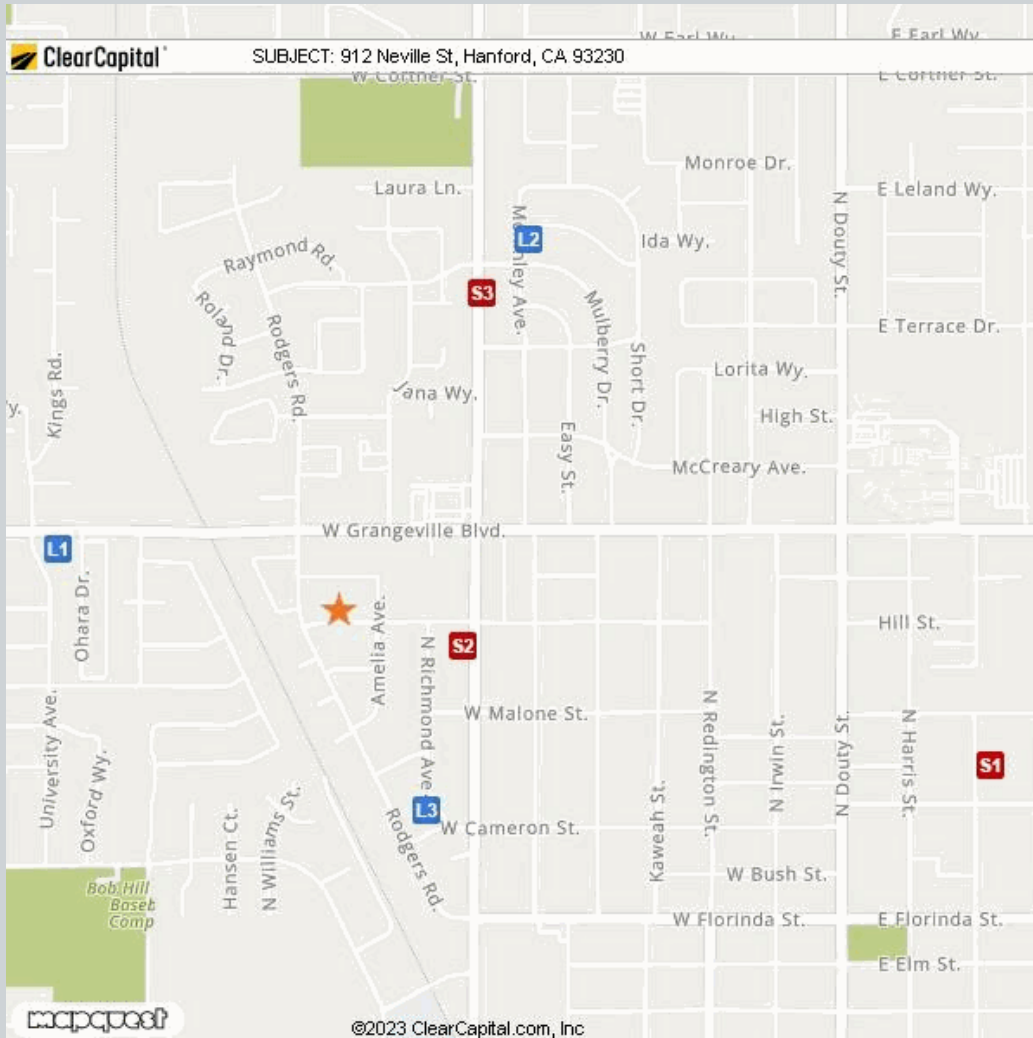 W Earl Wy.
E Earl Wy.
ClearCapital
SUBJECT: 912 Neville St, Hanford, CA 93230
W Cortner St.
E Cortner St.
Monroe Dr.
Laura Ln.
E Leland Wy.
N Douty St.
L2
Ida Wy.
Raymond Rd.
S3
Roland Dr.
Rodgers Rd.
Mulberry Dr.
E Terrace Dr.
Short Dr.
Kings Rd.
Lorita Wy.
Jana Wy.
y.
High St.
Easy St.
McCreary Ave.
W Grangeville Blvd.
L1
Ohara Dr.
Amelia Ave.
Hill St.
S2
N Richmond Ave.
University Ave.
W Malone St.
N Redington St.
N Irwin St.
N Douty St.
N Harris St.
S1
Oxford Wy.
L3
Hansen Ct.
N Williams St.
Rodgers Rd.
W Cameron St.
Kaweah St.
W Bush St.
Bob Hill
Baseb
Comp
W Florinda St.
E Florinda St.
E Elm St.
mapquest
©2023 ClearCapital.com, Inc